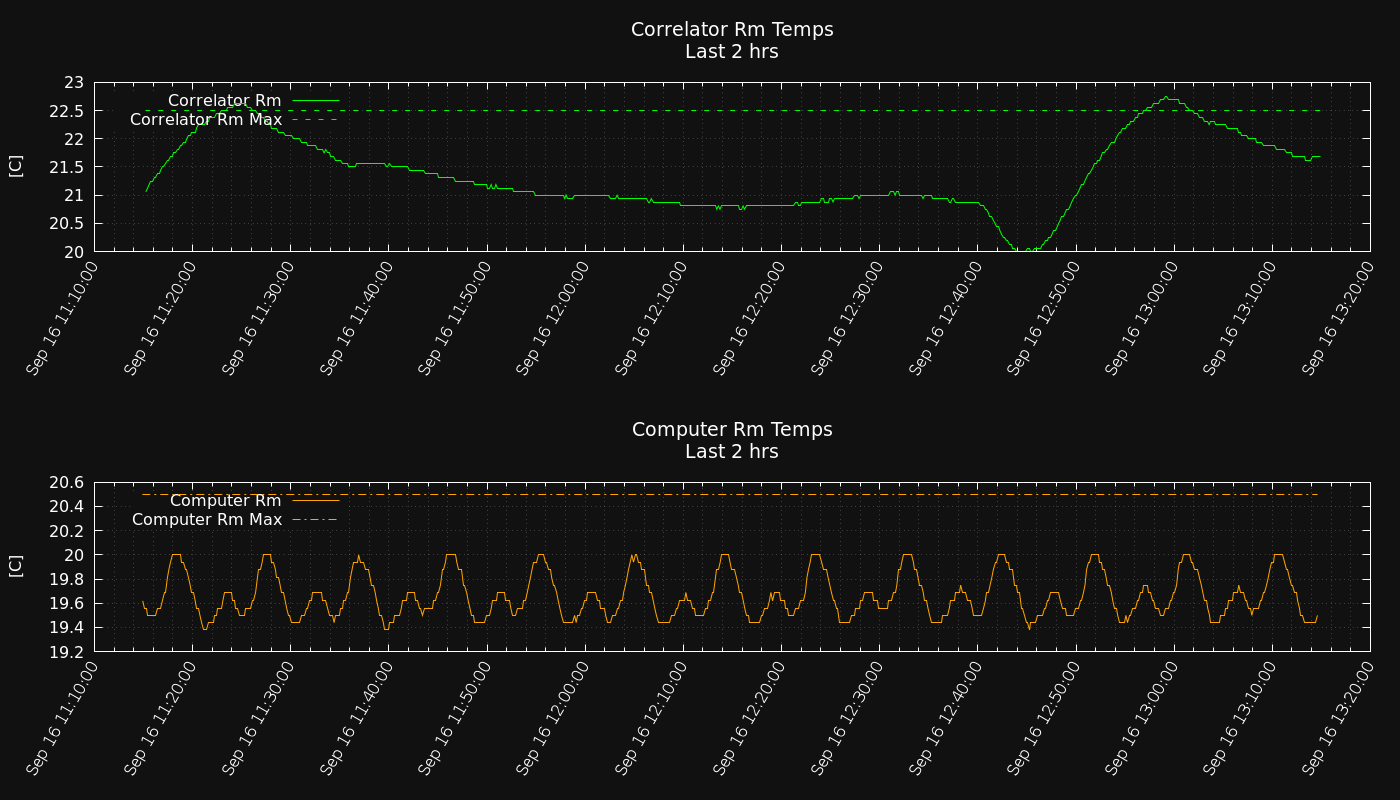 Correlator Rm Temps
Last 2 hrs
23
22.5
22
21.5
21
20.5
20
[C]
Correlator Rm
Correlator Rm Max
Sep 16 11:10:00
Sep 16 11:20:00
Sep 16 11:30:00
Sep 16 11:40:00
Sep 16 11:50:00
Sep 16 12:00:00
Sep 16 12:10:00
Sep 16 12:20:00
Sep 16 12:30:00
Sep 16 12:40:00
Sep 16 12:50:00
Sep 16 13:00:00
Sep 16 13:10:00
Sep 16 13:20:00
Computer Rm Temps
Last 2 hrs
20.6
20.4
20.2
20
19.8
19.6
19.4
19.2
[C]
Computer Rm
Computer Rm Max
Sep 16 11:10:00
Sep 16 11:20:00
Sep 16 11:30:00
Sep 16 11:40:00
Sep 16 11:50:00
Sep 16 12:00:00
Sep 16 12:10:00
Sep 16 12:20:00
Sep 16 12:30:00
Sep 16 12:40:00
Sep 16 12:50:00
Sep 16 13:00:00
Sep 16 13:10:00
Sep 16 13:20:00